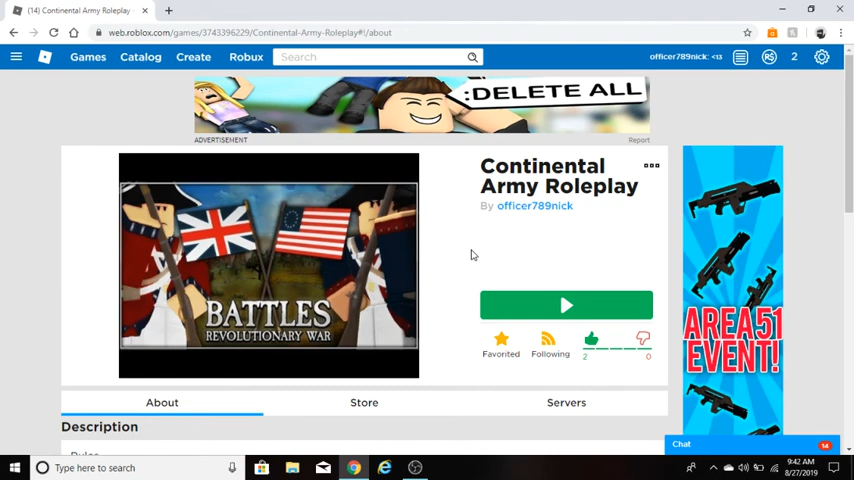 (14) Continental Army Roleplay -
web.roblox.com/games/3743396229/Continental-Army-Roleplay#!/about
Games
Catalog
Create
Robux
Search
officer789nick: <13
2
:DELETE ALL
ADVERTISEMENT
Report
Continental
Army Roleplay
By officer789nick
BATTLES
REVOLUTIONARY WAR
Favorited
Following
2
0
AREA51
EVENT!
About
Store
Servers
Description
Rules
Chat
14
Type here to search
9:42 AM
8/27/2019